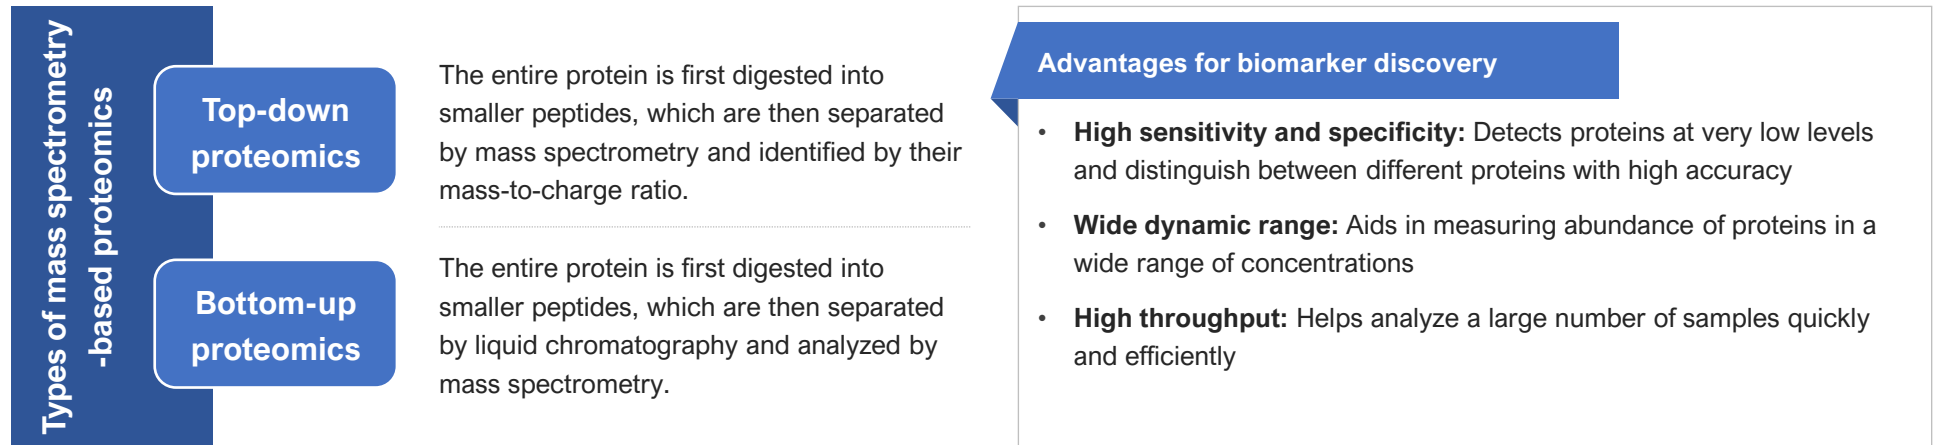 Types of mass spectrometry
-based proteomics
Top-down
proteomics
The entire protein is first digested into
smaller peptides, which are then separated
by mass spectrometry and identified by their
mass-to-charge ratio.
Bottom-up
proteomics
The entire protein is first digested into
smaller peptides, which are then separated
by liquid chromatography and analyzed by
mass spectrometry.
Advantages for biomarker discovery
• High sensitivity and specificity: Detects proteins at very low levels
and distinguish between different proteins with high accuracy
• Wide dynamic range: Aids in measuring abundance of proteins in a
wide range of concentrations
• High throughput: Helps analyze a large number of samples quickly
and efficiently